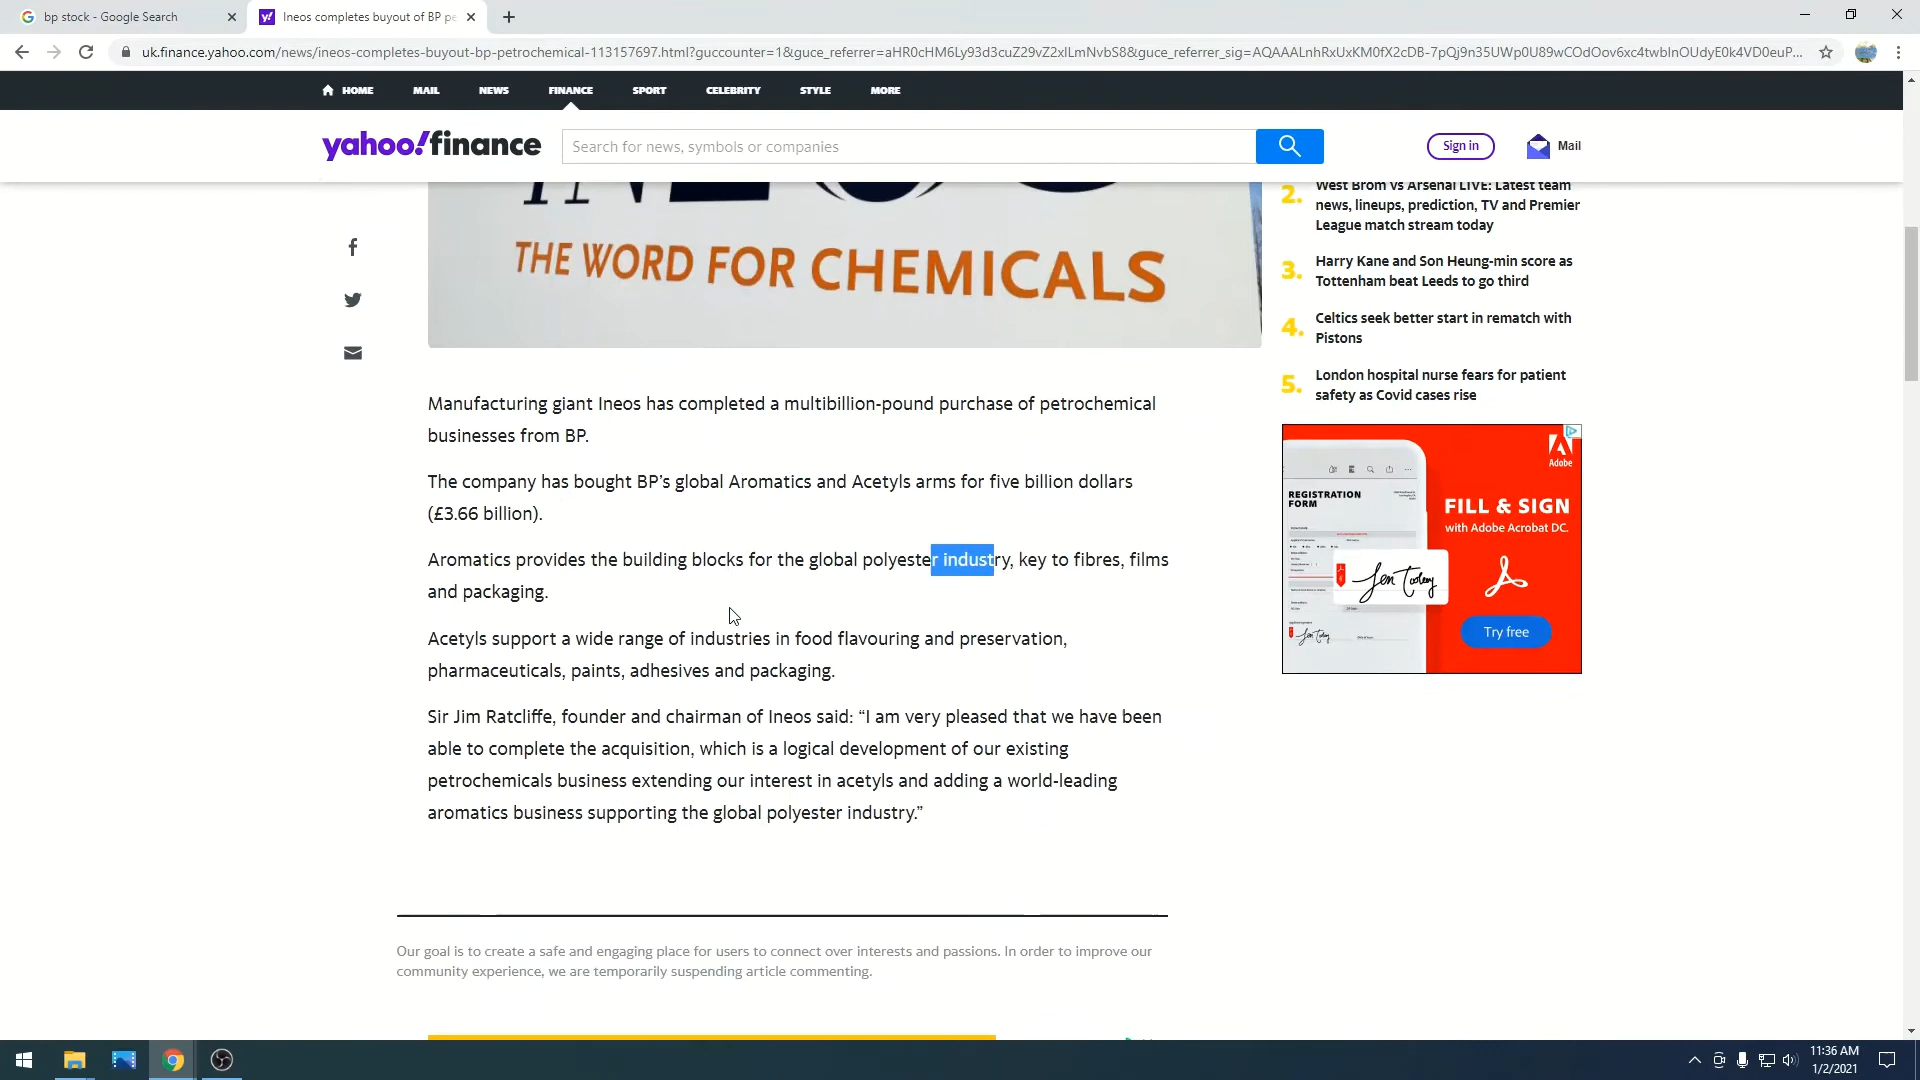 bp stock - Google Search
Ineos completes buyout of BP pe
uk.finance.yahoo.com/news/ineos-completes-buyout-bp-petrochemical-113157697.html?guccounter=1&guce_referrer=aHR0cHM6Ly93d3cuZ29vZ2xlLmNvbS8&guce_referrer_sig=AQAAALnhRxUxKM0fX2cDB-7pQj9n35UWp0U89wCOdOov6xc4twbInOUdyE0k4VD0euP...
HOME
MAIL
NEWS
FINANCE
SPORT
CELEBRITY
STYLE
MORE
yahoo!finance
Search for news, symbols or companies
Sign in
Mail
THE WORD FOR CHEMICALS
2. West Brom vs Arsenal LIVE: Latest team
news, lineups, prediction, TV and Premier
League match stream today
3. Harry Kane and Son Heung-min score as
Tottenham beat Leeds to go third
4. Celtics seek better start in rematch with
Pistons
5. London hospital nurse fears for patient
safety as Covid cases rise
Manufacturing giant Ineos has completed a multibillion-pound purchase of petrochemical
businesses from BP.
The company has bought BP’s global Aromatics and Acetyls arms for five billion dollars
(£3.66 billion).
Aromatics provides the building blocks for the global polyester industry, key to fibres, films
and packaging.
Acetyls support a wide range of industries in food flavouring and preservation,
pharmaceuticals, paints, adhesives and packaging.
Sir Jim Ratcliffe, founder and chairman of Ineos said: “I am very pleased that we have been
able to complete the acquisition, which is a logical development of our existing
petrochemicals business extending our interest in acetyls and adding a world-leading
aromatics business supporting the global polyester industry.”
Adobe
REGISTRATION
FORM
FILL & SIGN
with Adobe Acrobat DC.
Try free
Our goal is to create a safe and engaging place for users to connect over interests and passions. In order to improve our
community experience, we are temporarily suspending article commenting.
11:36 AM
1/2/2021